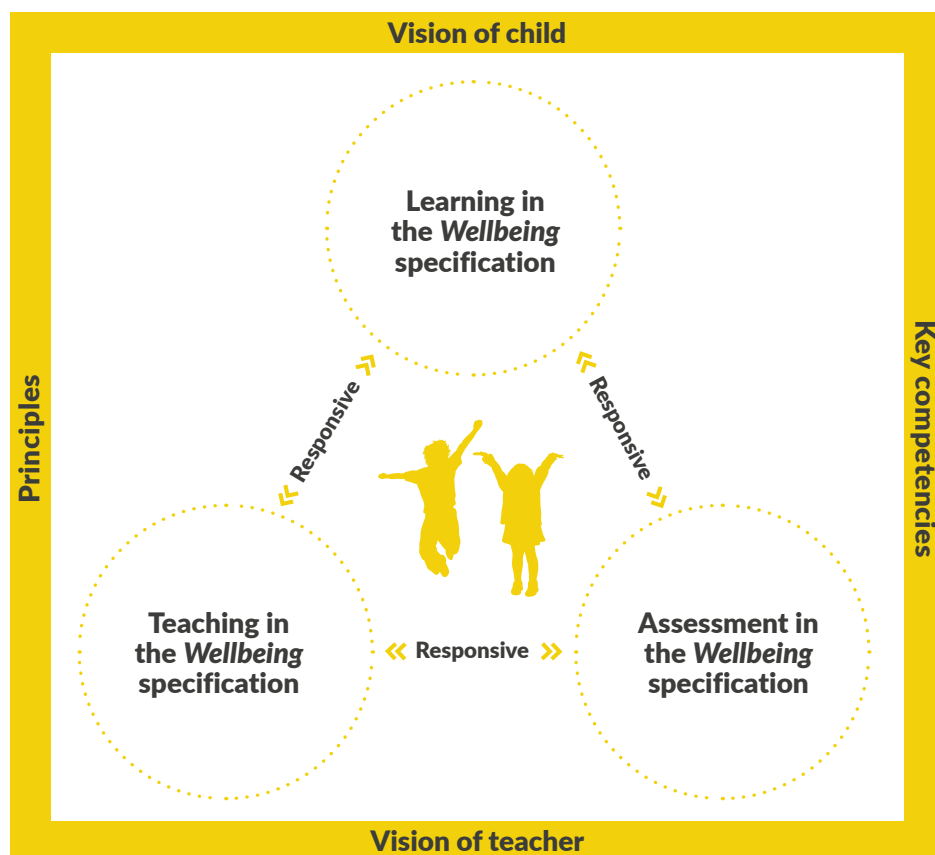 Vision of child
Learning in
the Wellbeing
specification
Principles
Responsive
Responsive
Key competencies
Teaching in
the Wellbeing
specification
Responsive
Assessment in
the Wellbeing
specification
Vision of teacher